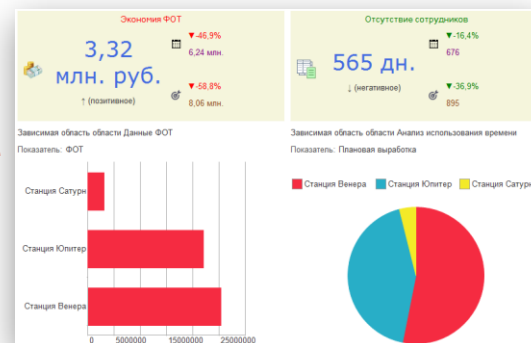 Экономия ФОТ
3,32
млн. руб.
↑ (позитивное)
▼-46,9%
6,24 млн.
▼-58,8%
8,06 млн.
Отсутствие сотрудников
565 дн.
↓ (негативное)
▼-16,4%
676
▼-36,9%
895
Зависимая область области Данные ФОТ
Показатель: ФОТ
Станция Сатурн
Станция Юпитер
Станция Венера
0 5000000 15000000 25000000
Зависимая область области Анализ использования времени
Показатель: Плановая выработка
Станция Венера Станция Юпитер Станция Сатурн